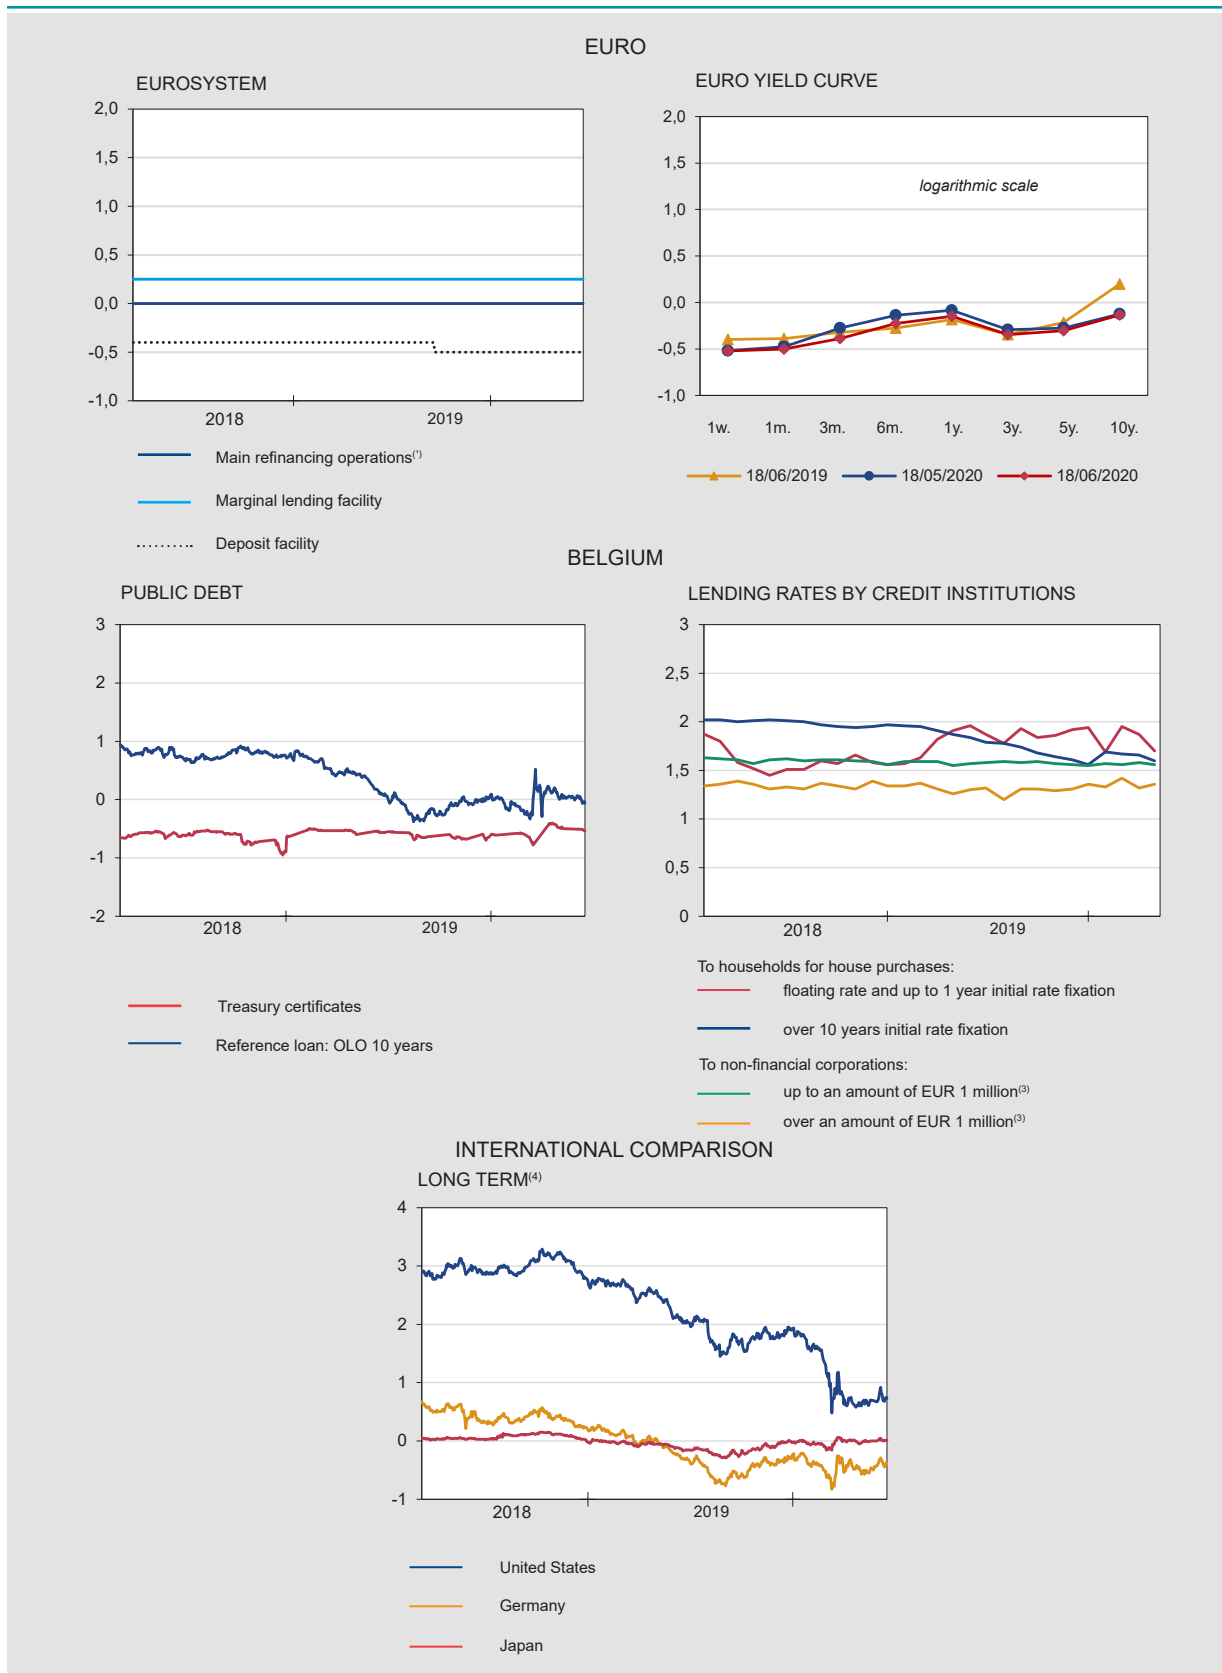 EURO
EUROSYSTEM
2,0
1,5
1,0
0,5
0,0
-0,5
-1,0
2018 2019
Main refinancing operations(¹)
Marginal lending facility
Deposit facility
EURO YIELD CURVE
2,0
1,5
1,0
0,5
0,0
-0,5
-1,0
logarithmic scale
1w. 1m. 3m. 6m. 1y. 3y. 5y. 10y.
18/06/2019 18/05/2020 18/06/2020
BELGIUM
PUBLIC DEBT
3
2
1
0
-1
-2
2018 2019
Treasury certificates
Reference loan: OLO 10 years
LENDING RATES BY CREDIT INSTITUTIONS
3
2,5
2
1,5
1
0,5
0
2018 2019
To households for house purchases:
floating rate and up to 1 year initial rate fixation
over 10 years initial rate fixation
To non-financial corporations:
up to an amount of EUR 1 million(3)
over an amount of EUR 1 million(3)
INTERNATIONAL COMPARISON
LONG TERM(4)
4
3
2
1
0
-1
2018 2019
United States
Germany
Japan